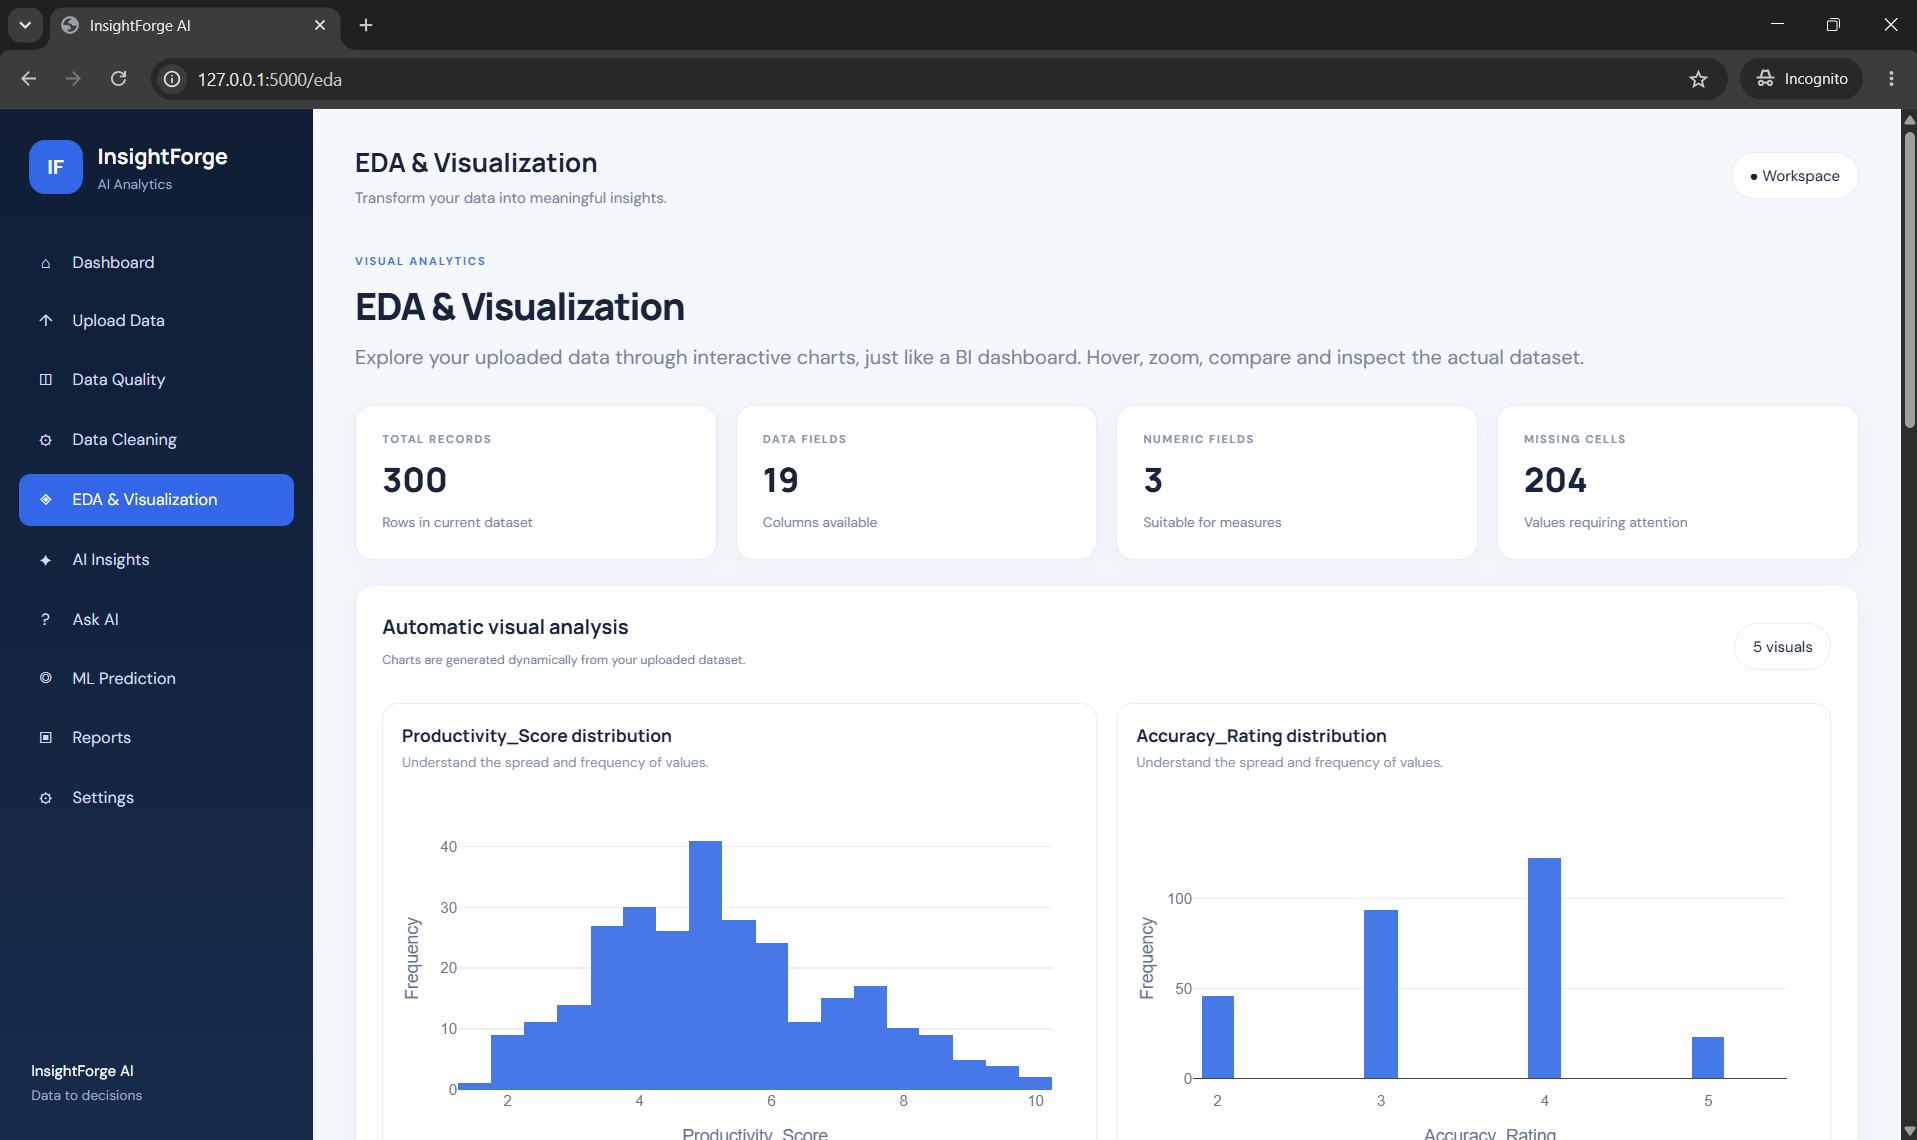 InsightForge AI
127.0.0.1:5000/eda
Incognito
IF
InsightForge
AI Analytics
Dashboard
Upload Data
Data Quality
Data Cleaning
EDA & Visualization
AI Insights
? Ask AI
ML Prediction
Reports
Settings
InsightForge AI
Data to decisions
EDA & Visualization
Transform your data into meaningful insights.
• Workspace
VISUAL ANALYTICS
EDA & Visualization
Explore your uploaded data through interactive charts, just like a BI dashboard. Hover, zoom, compare and inspect the actual dataset.
TOTAL RECORDS
300
Rows in current dataset
DATA FIELDS
19
Columns available
NUMERIC FIELDS
3
Suitable for measures
MISSING CELLS
204
Values requiring attention
Automatic visual analysis
Charts are generated dynamically from your uploaded dataset.
5 visuals
Productivity_Score distribution
Understand the spread and frequency of values.
40
30
20
10
0
Frequency
2 4 6 8 10
Productivity_Score
Accuracy_Rating distribution
Understand the spread and frequency of values.
100
50
0
Frequency
2 3 4 5
Accuracy_Rating